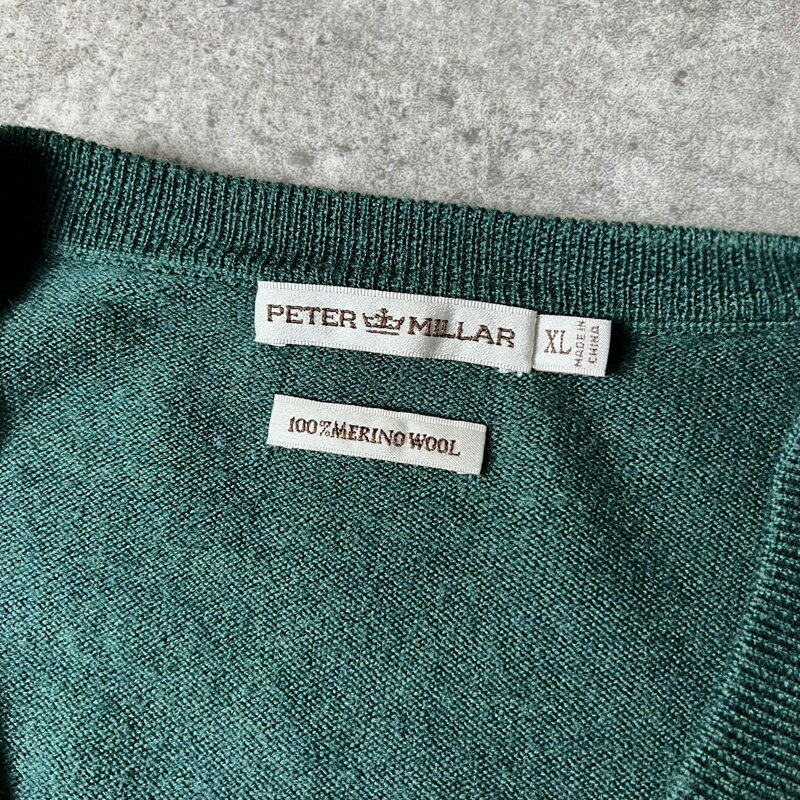 PETER MILLAR
XL
MADE IN
CHINA
100% MERINO WOOL